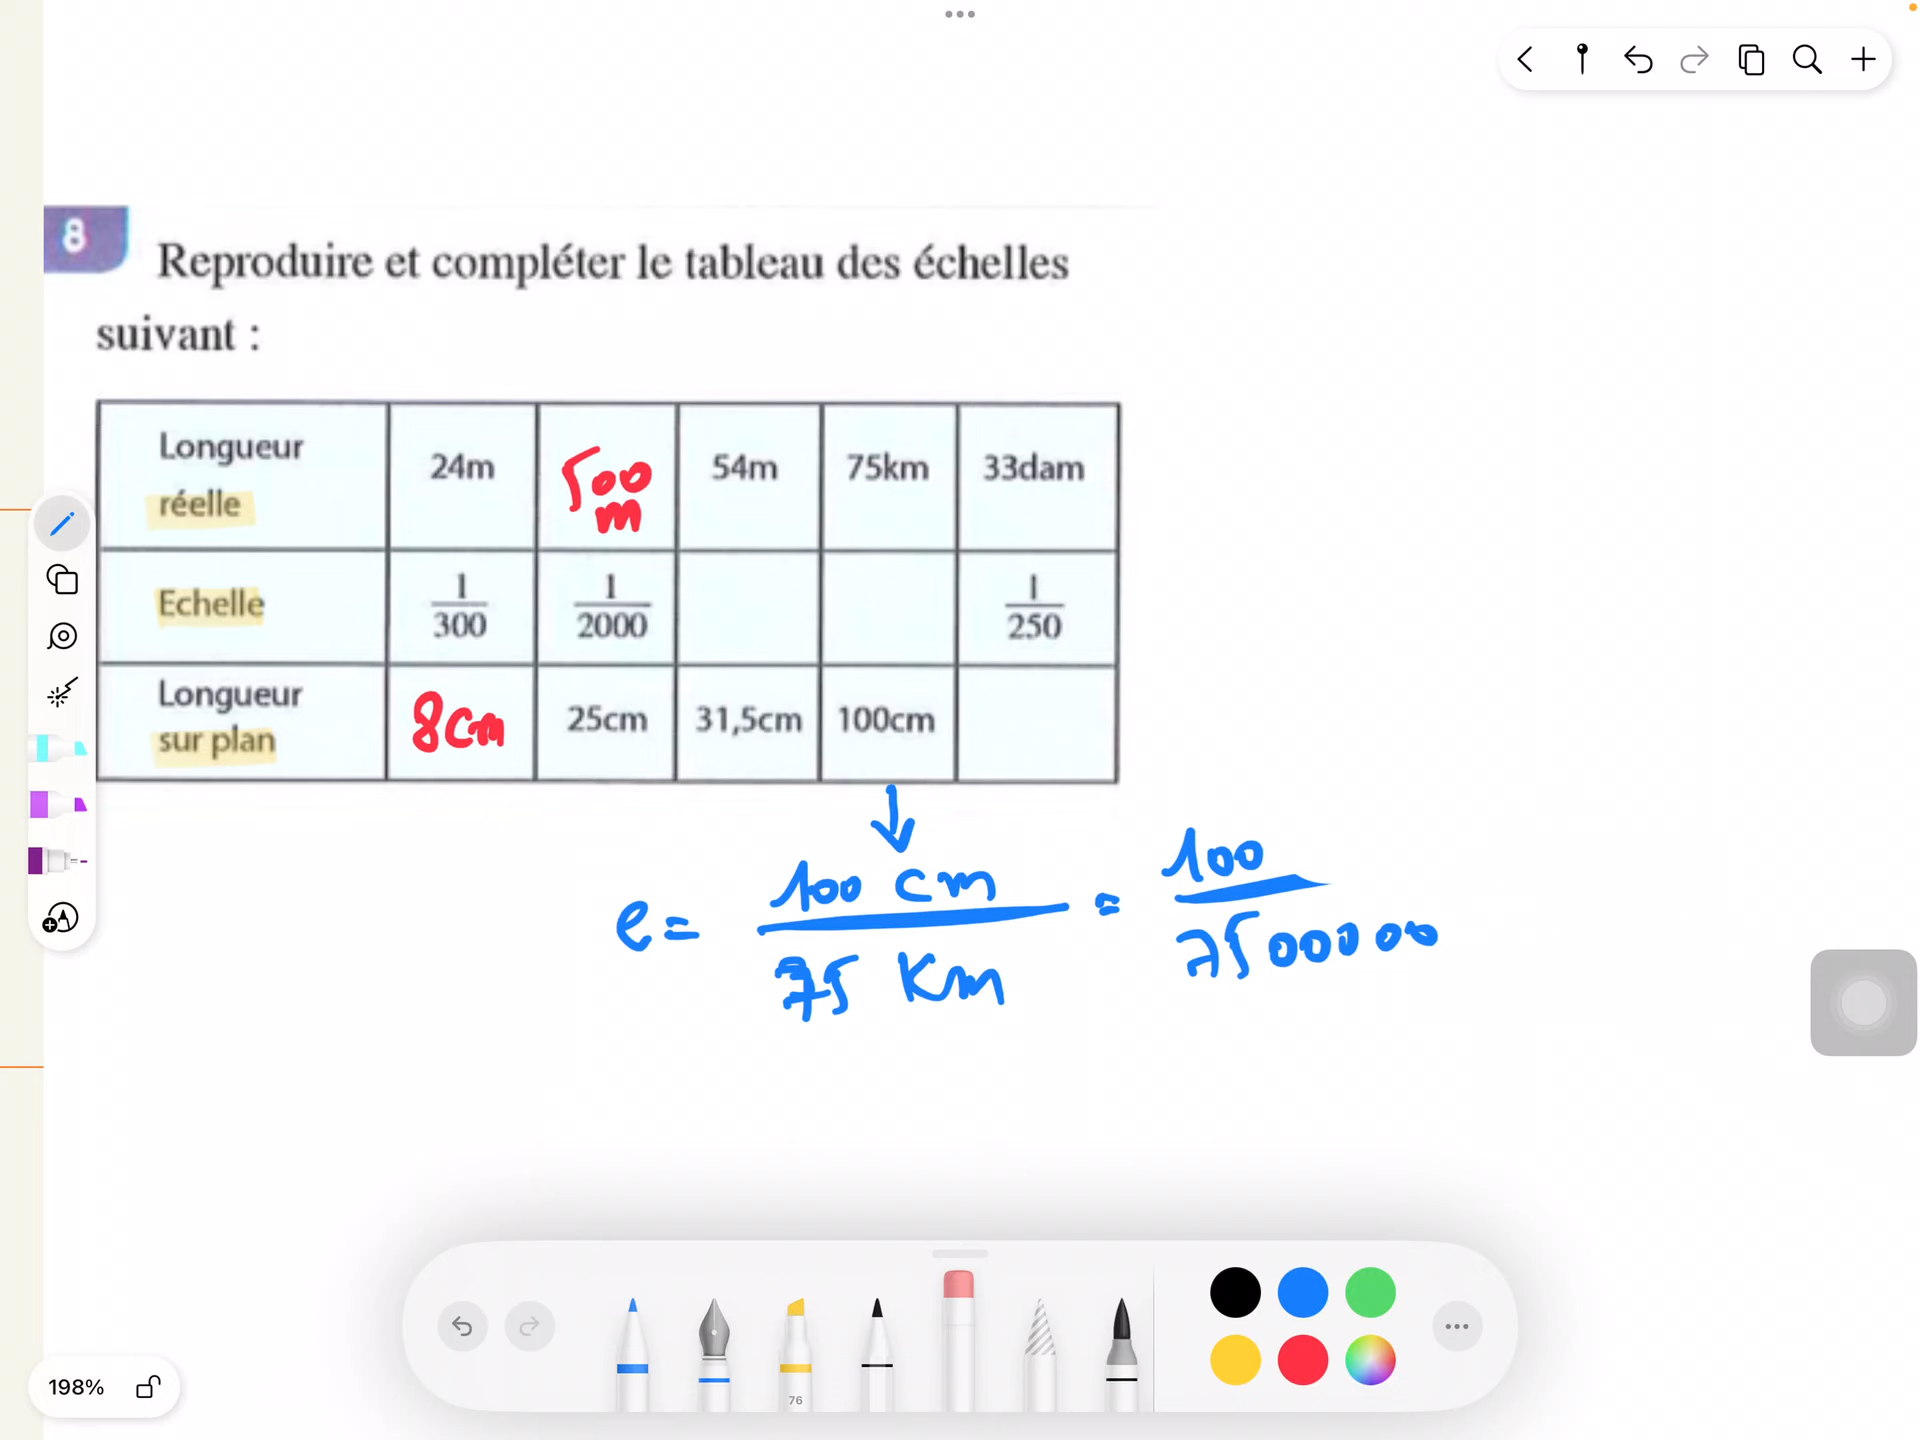 8
Reproduire et compléter le tableau des échelles
suivant :
Longueur réelle 24m 500 m 54m 75km 33dam
Echelle 1/300 1/2000 1/250
Longueur sur plan 8cm 25cm 31,5cm 100cm
e = 100 cm / 75 Km = 100 / 7500000
76
198%